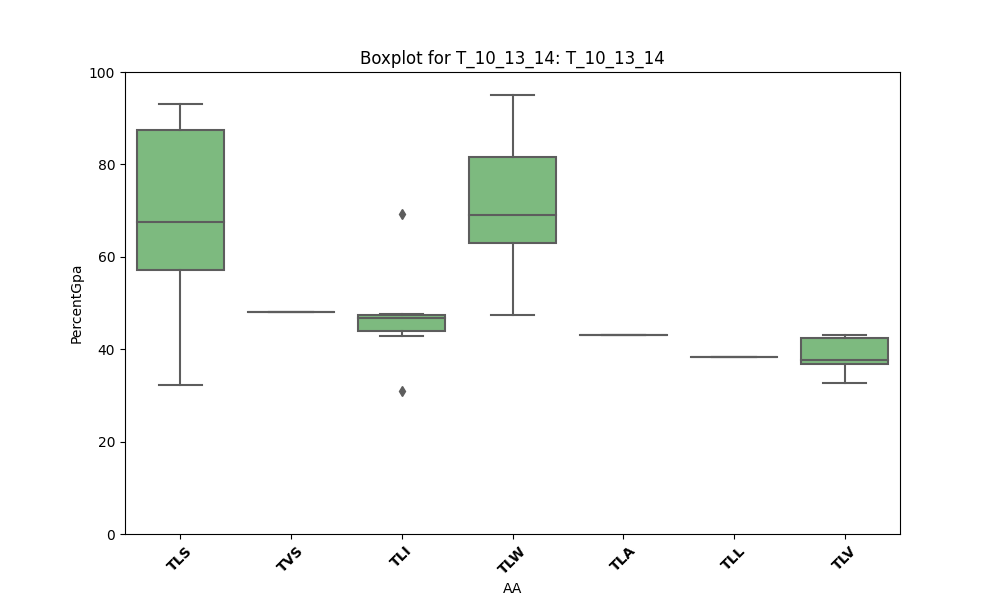 Boxplot for T_10_13_14: T_10_13_14
100
80
60
40
20
0
PercentGpa
TLS
TVS
TLI
TLW
TLA
TLL
TLV
AA